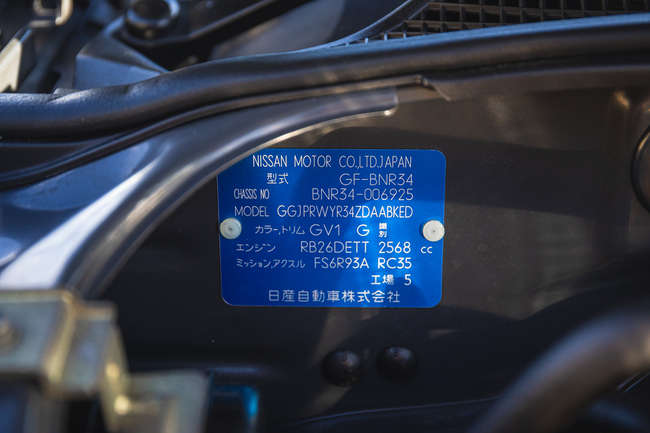 NISSAN MOTOR CO.,LTD.JAPAN
型式 GF-BNR34
CHASSIS NO BNR34-006925
MODEL GGJPRWYR34ZDAABKED
カラー,トリム GV1 G 識別
エンジン RB26DETT 2568 cc
ミッション,アクスル FS6R93A RC35
工場 5
日産自動車株式会社